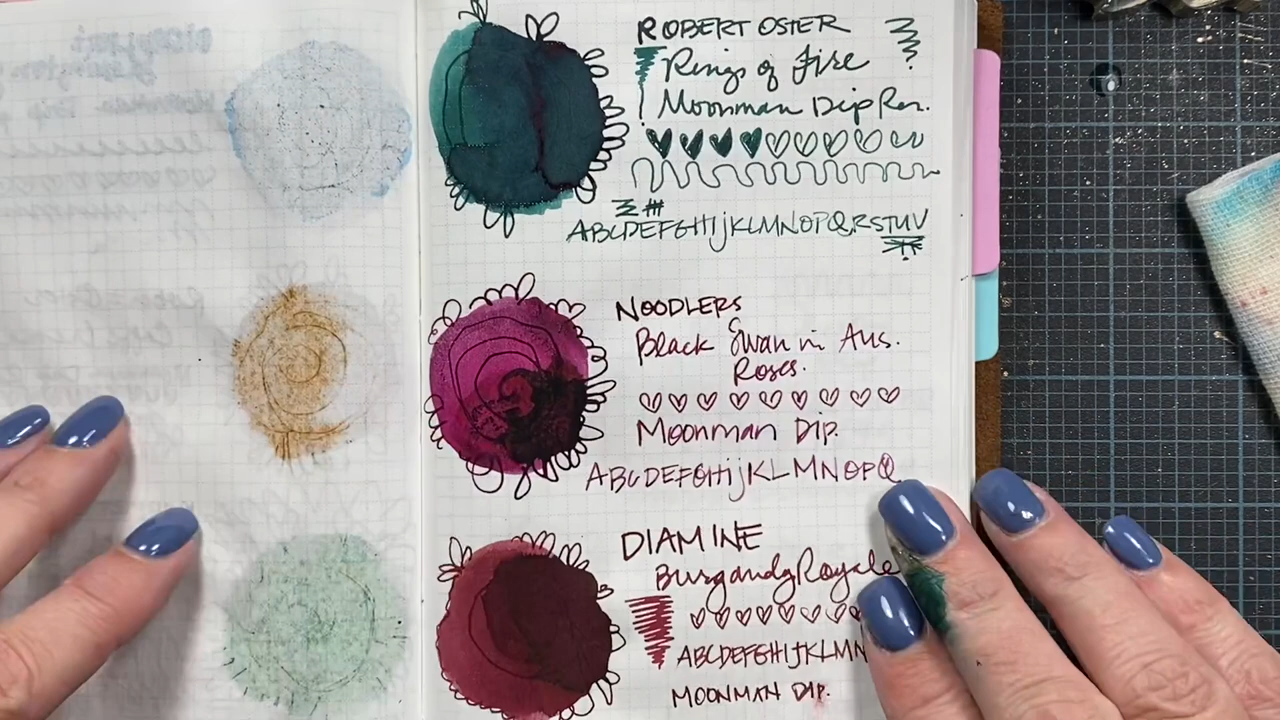 ROBERT OSTER
Rings of Fire
Moonman Dip Pen.
ABCDEFGHIJKLMNOPQRSTUV
NOODLERS
Black Swan in Aus.
Roses.
Moonman Dip.
ABCDEFGHIJKLMNOPQ
DIAMINE
Burgandy Royale
ABCDEFGHIJKLMN
MOONMAN DIP.